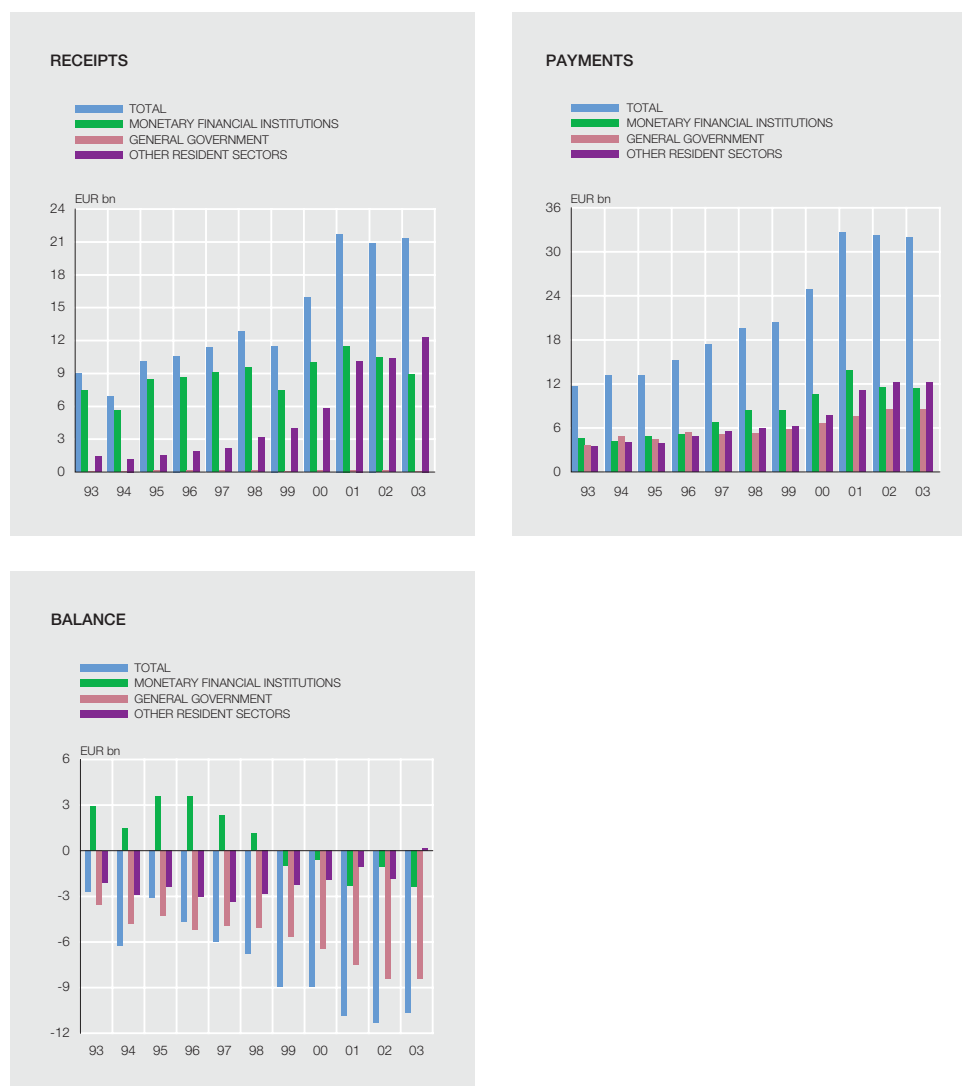 RECEIPTS
TOTAL
MONETARY FINANCIAL INSTITUTIONS
GENERAL GOVERNMENT
OTHER RESIDENT SECTORS
EUR bn
24
21
18
15
12
9
6
3
0
93 94 95 96 97 98 99 00 01 02 03
PAYMENTS
TOTAL
MONETARY FINANCIAL INSTITUTIONS
GENERAL GOVERNMENT
OTHER RESIDENT SECTORS
EUR bn
36
30
24
18
12
6
0
93 94 95 96 97 98 99 00 01 02 03
BALANCE
TOTAL
MONETARY FINANCIAL INSTITUTIONS
GENERAL GOVERNMENT
OTHER RESIDENT SECTORS
EUR bn
6
3
0
-3
-6
-9
-12
93 94 95 96 97 98 99 00 01 02 03